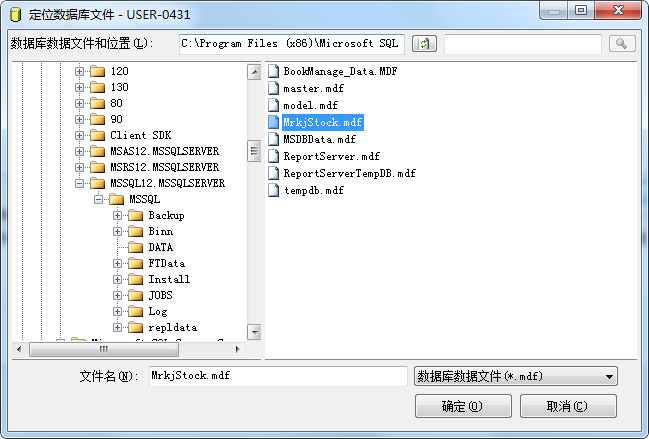 定位数据库文件 - USER-0431
数据库数据文件和位置(L): C:\Program Files (x86)\Microsoft SQL
120
130
80
90
Client SDK
MSAS12.MSSQLSERVER
MSRS12.MSSQLSERVER
MSSQL12.MSSQLSERVER
MSSQL
Backup
Binn
DATA
FTData
Install
JOBS
Log
repldata
BookManage_Data.MDF
master.mdf
model.mdf
MrkjStock.mdf
MSDBData.mdf
ReportServer.mdf
ReportServerTempDB.mdf
tempdb.mdf
文件名(N): MrkjStock.mdf
数据库数据文件(*.mdf)
确定(O)
取消(C)